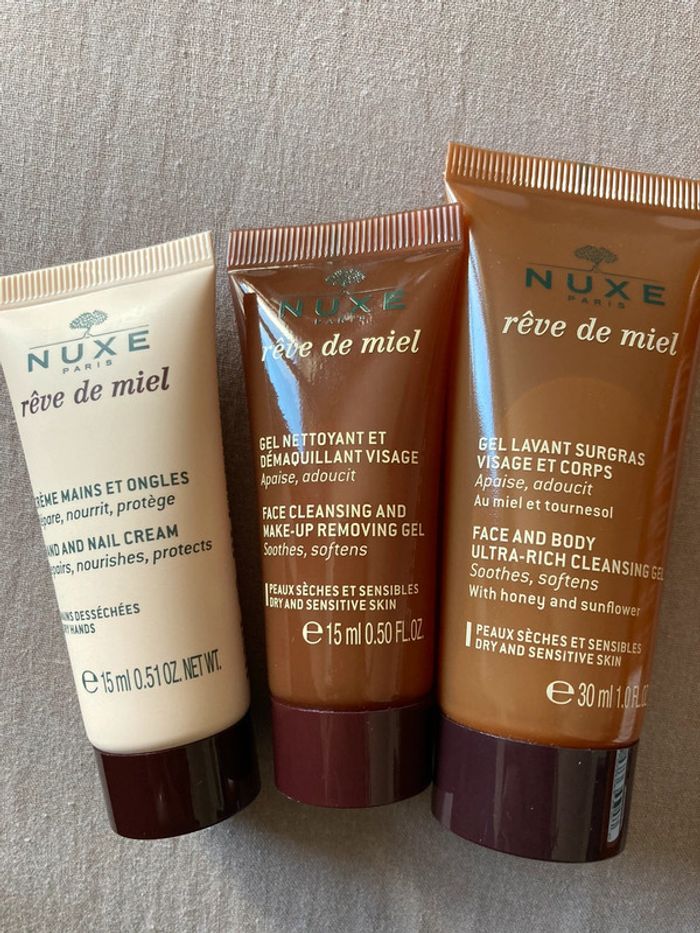 NUXE
PARIS
rêve de miel
RÈME MAINS ET ONGLES
pare, nourrit, protège
AND AND NAIL CREAM
pairs, nourishes, protects
AINS DESSÉCHÉES
RY HANDS
e 15 ml 0.51 OZ. NET WT.
NUXE
PARIS
rêve de miel
GEL NETTOYANT ET
DÉMAQUILLANT VISAGE
Apaise, adoucit
FACE CLEANSING AND
MAKE-UP REMOVING GEL
Soothes, softens
PEAUX SÈCHES ET SENSIBLES
DRY AND SENSITIVE SKIN
e 15 ml 0.50 FL.OZ.
NUXE
PARIS
rêve de miel
GEL LAVANT SURGRAS
VISAGE ET CORPS
Apaise, adoucit
Au miel et tournesol
FACE AND BODY
ULTRA-RICH CLEANSING GEL
Soothes, softens
With honey and sunflower
PEAUX SÈCHES ET SENSIBLES
DRY AND SENSITIVE SKIN
e 30 ml 1.0 FL.OZ